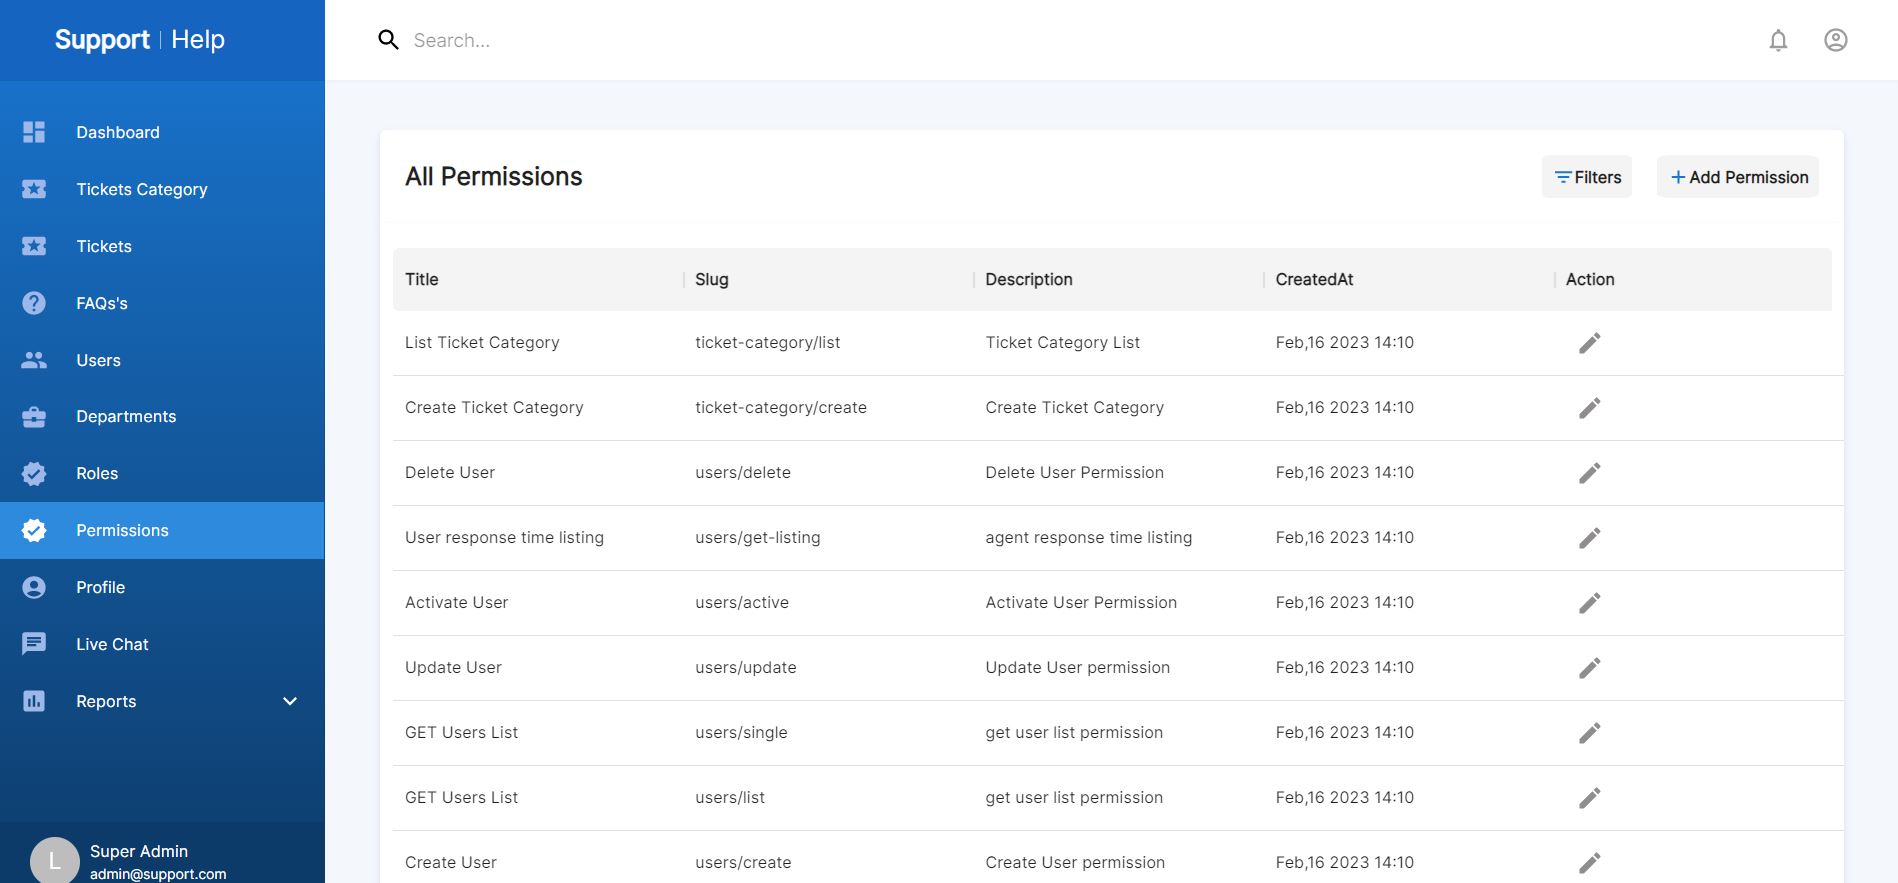 Support | Help
Search...
Dashboard
Tickets Category
Tickets
FAQs's
Users
Departments
Roles
Permissions
Profile
Live Chat
Reports
L
Super Admin
admin@support.com
All Permissions
Filters
+ Add Permission
Title Slug Description CreatedAt Action
List Ticket Category ticket-category/list Ticket Category List Feb,16 2023 14:10
Create Ticket Category ticket-category/create Create Ticket Category Feb,16 2023 14:10
Delete User users/delete Delete User Permission Feb,16 2023 14:10
User response time listing users/get-listing agent response time listing Feb,16 2023 14:10
Activate User users/active Activate User Permission Feb,16 2023 14:10
Update User users/update Update User permission Feb,16 2023 14:10
GET Users List users/single get user list permission Feb,16 2023 14:10
GET Users List users/list get user list permission Feb,16 2023 14:10
Create User users/create Create User permission Feb,16 2023 14:10